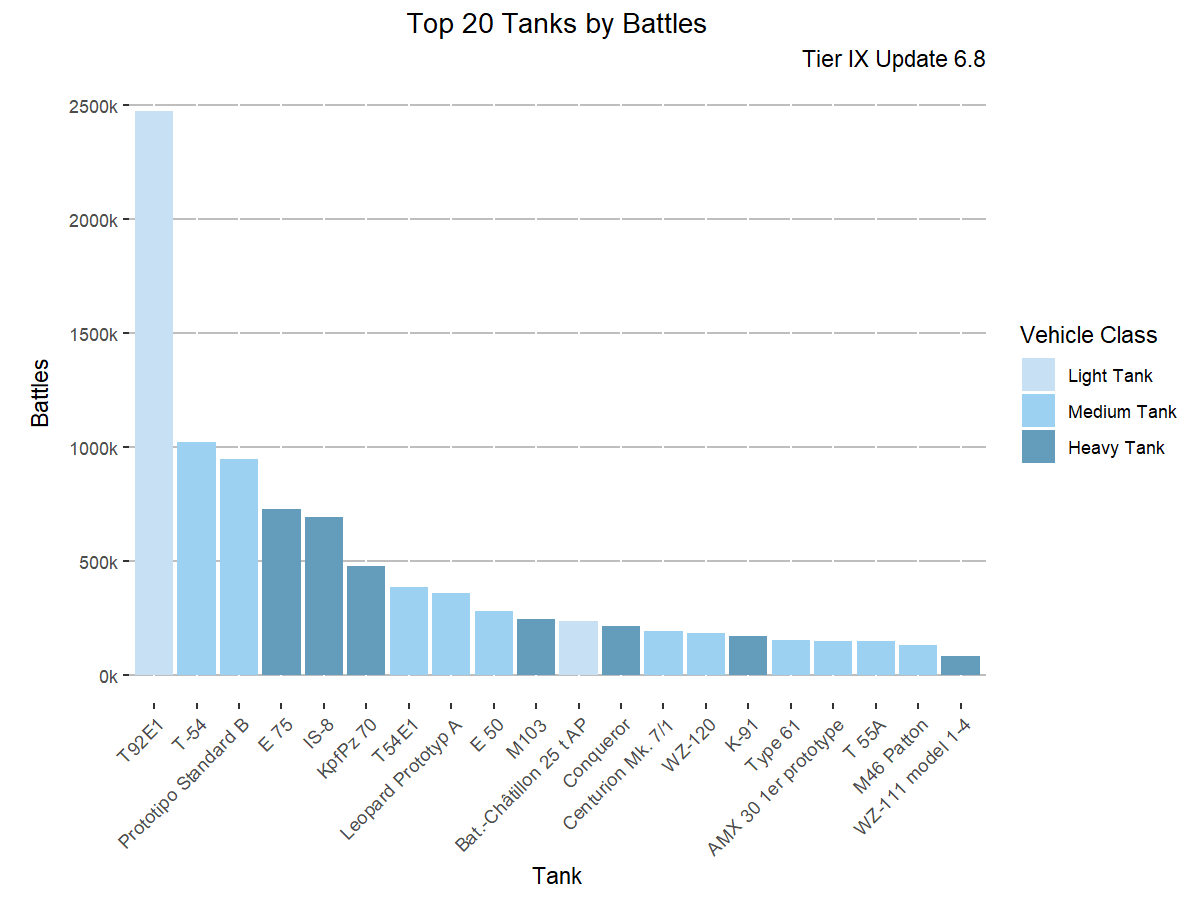 Top 20 Tanks by Battles
Tier IX Update 6.8
2500k
2000k
1500k
1000k
500k
0k
Battles
T92E1
T-54
Prototipo Standard B
E 75
IS-8
KpfPz 70
T54E1
Leopard Prototyp A
E 50
M103
Bat.-Châtillon 25 t AP
Conqueror
Centurion Mk. 7/1
WZ-120
K-91
Type 61
AMX 30 1er prototype
T 55A
M46 Patton
WZ-111 model 1-4
Tank
Vehicle Class
Light Tank
Medium Tank
Heavy Tank